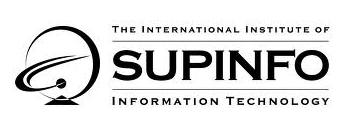 The International Institute of
SUPINFO
Information Technology